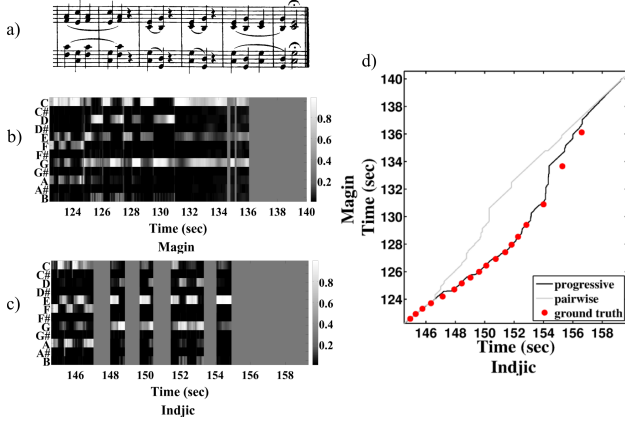 a)
b)
C
C#
D
D#
E
F
F#
G
G#
A
A#
B
0.8
0.6
0.4
0.2
124 126 128 130 132 134 136 138 140
Time (sec)
Magin
c)
C
C#
D
D#
E
F
F#
G
G#
A
A#
B
0.8
0.6
0.4
0.2
146 148 150 152 154 156 158
Time (sec)
Indjic
d)
140
136
134
130
128
124
Magin
Time (sec)
progressive
pairwise
ground truth
146 148 150 152 154 156 158
Time (sec)
Indjic